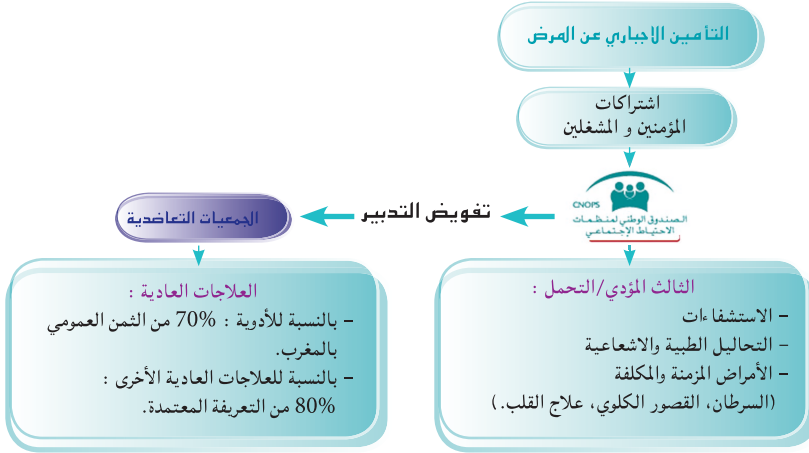 التأمين الإجباري عن المرض
اشتراكات
المؤمنين و المشغلين
CNOPS
الصندوق الوطني لمنظمات
الاحتياط الإجتماعي
تفويض التدبير
الجمعيات التعاضدية
الثالث المؤدي/التحمل :
– الاستشفاءات
– التحاليل الطبية والاشعاعية
– الأمراض المزمنة والمكلفة
(السرطان، القصور الكلوي، علاج القلب.)
العلاجات العادية :
– بالنسبة للأدوية : 70% من الثمن العمومي
بالمغرب.
– بالنسبة للعلاجات العادية الأخرى :
80% من التعريفة المعتمدة.